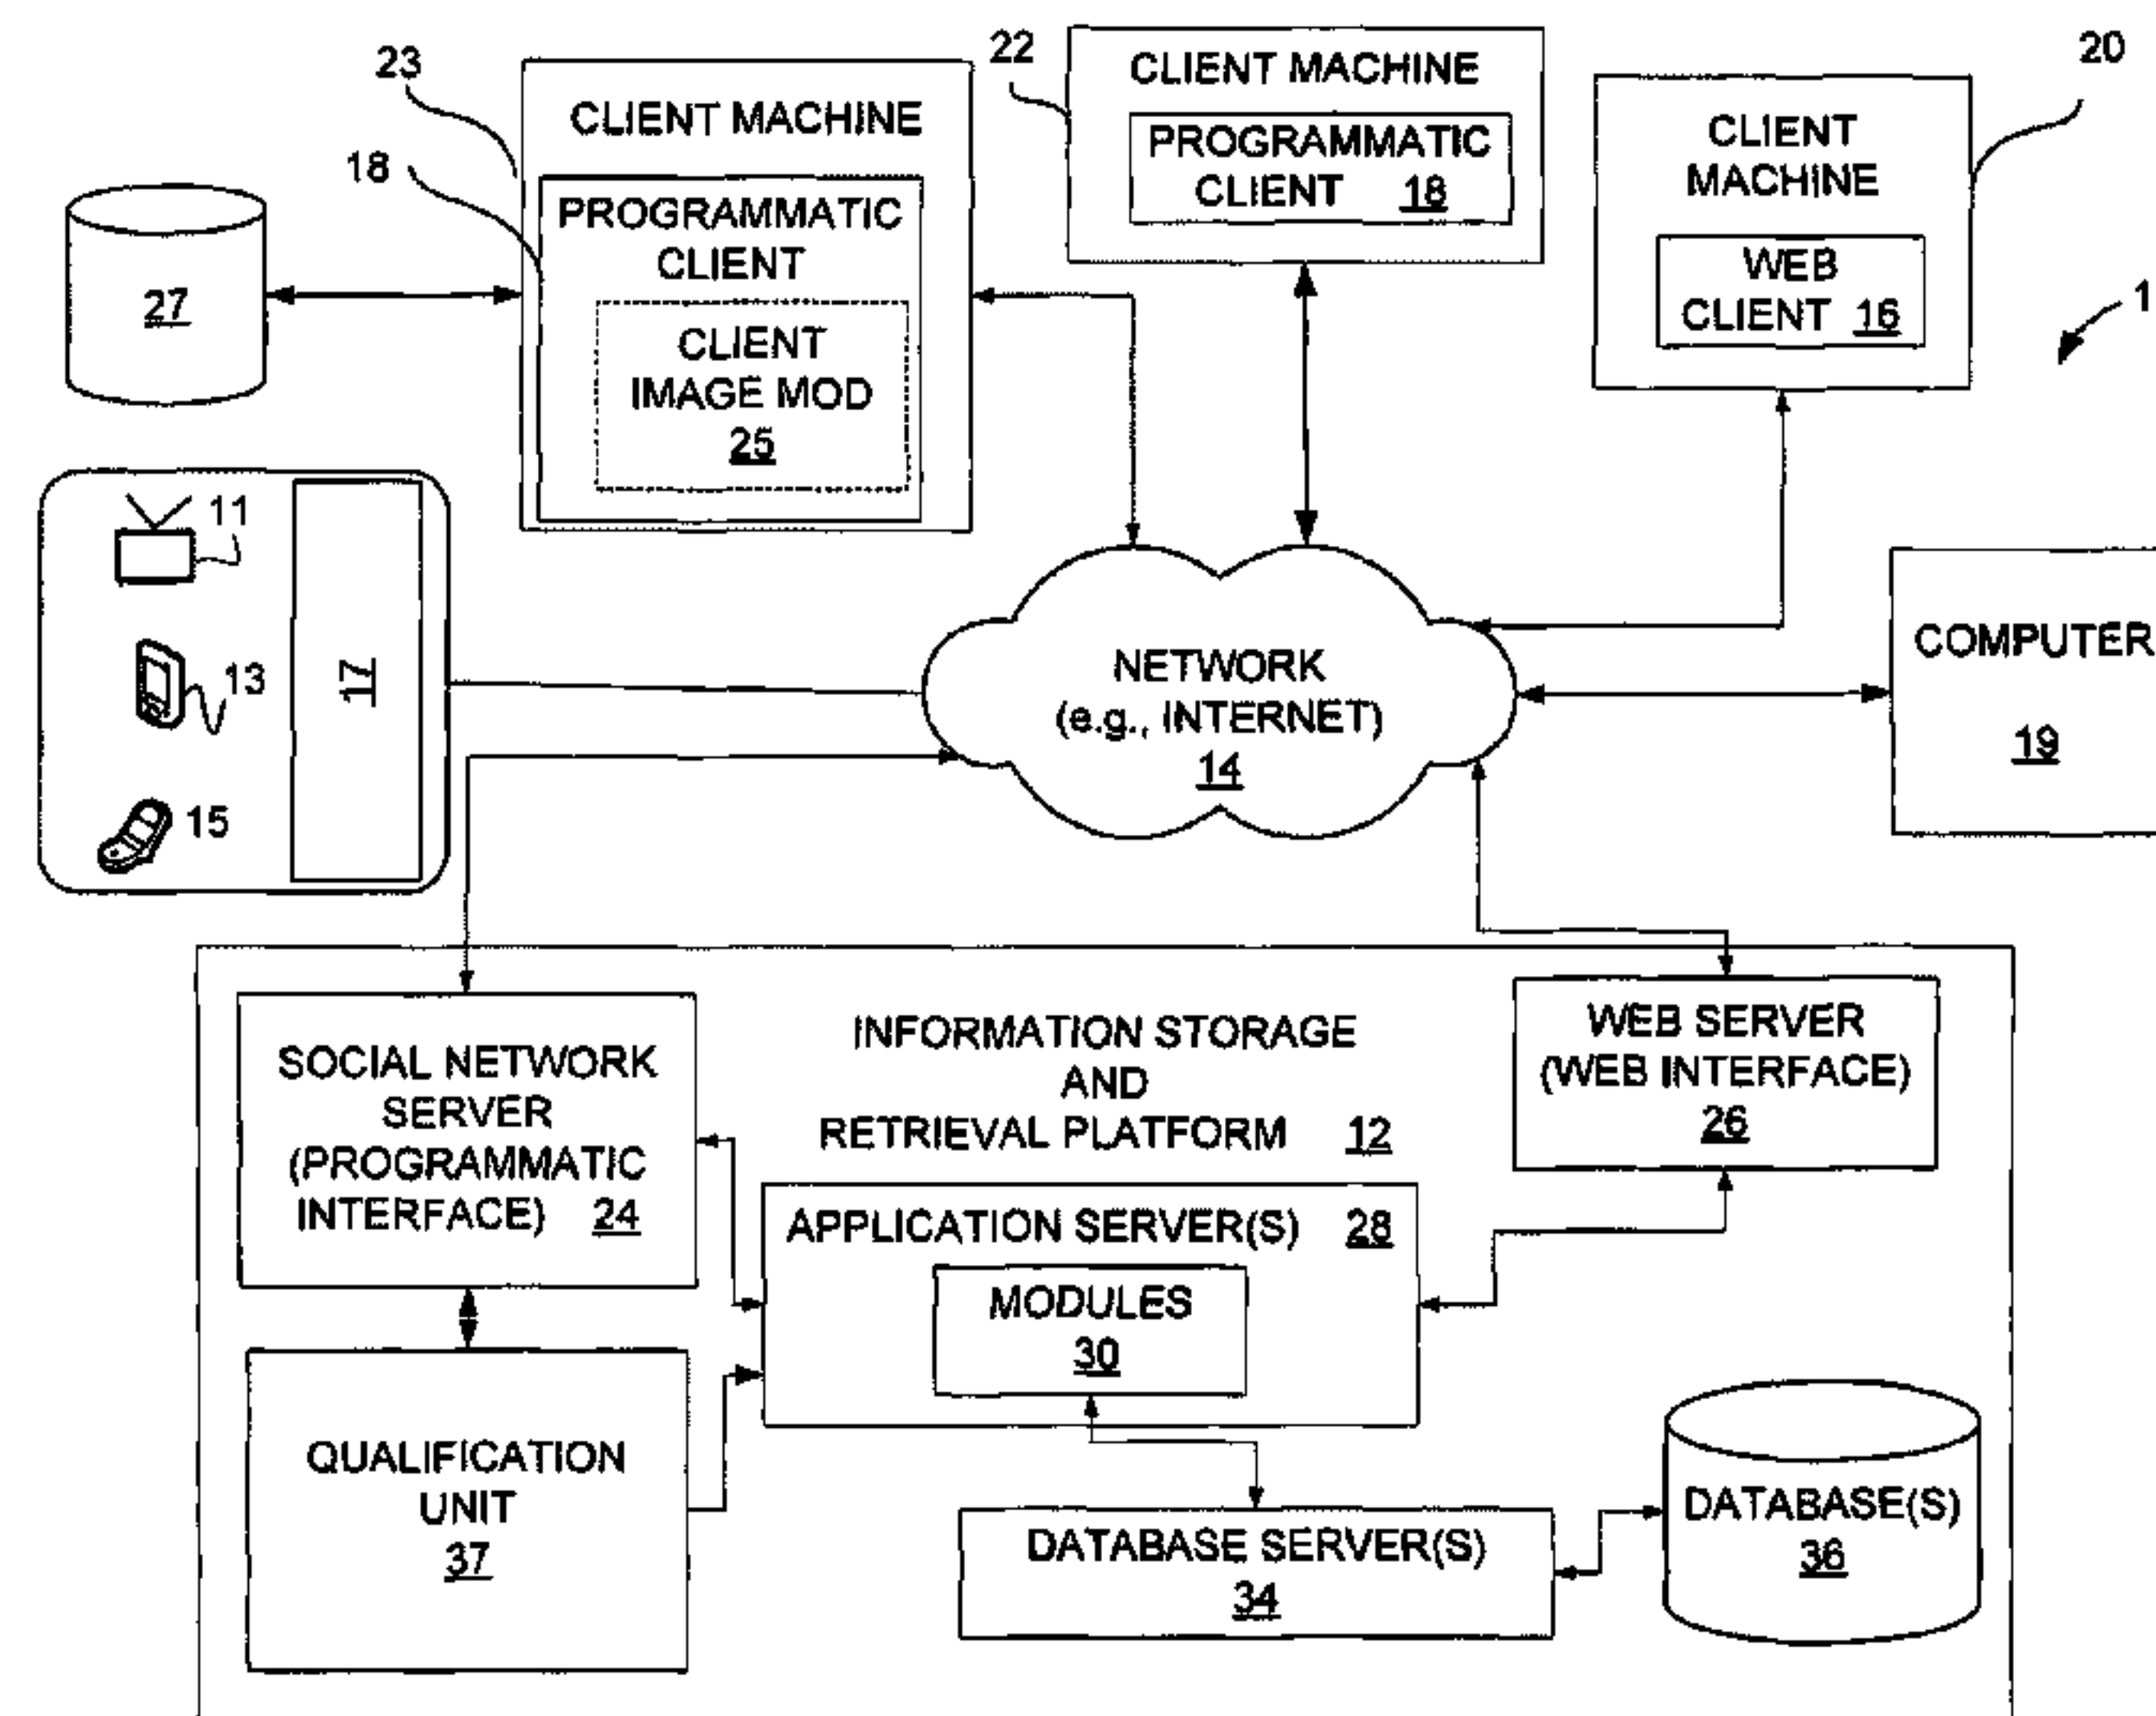 23
CLIENT MACHINE
18
PROGRAMMATIC
CLIENT
CLIENT
IMAGE MOD
25
27
22
CLIENT MACHINE
PROGRAMMATIC
CLIENT 18
20
CLIENT
MACHINE
WEB
CLIENT 16
1
11
13
15
17
NETWORK
(e.g., INTERNET)
14
COMPUTER
19
INFORMATION STORAGE
AND
RETRIEVAL PLATFORM 12
SOCIAL NETWORK
SERVER
(PROGRAMMATIC
INTERFACE) 24
WEB SERVER
(WEB INTERFACE)
26
APPLICATION SERVER(S) 28
MODULES
30
QUALIFICATION
UNIT
37
DATABASE SERVER(S)
34
DATABASE(S)
36